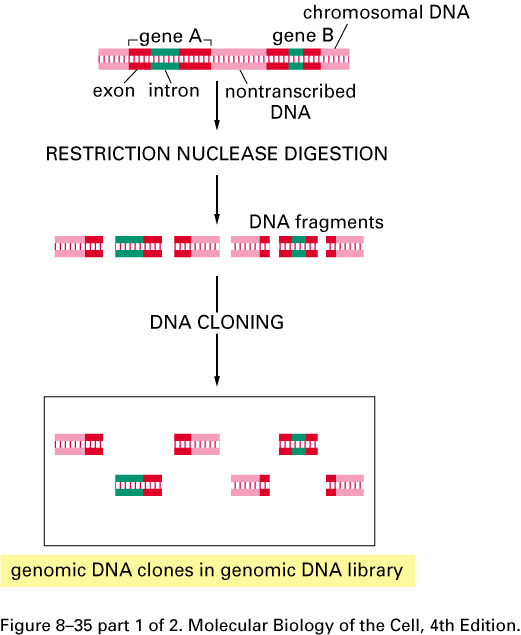 chromosomal DNA
gene A
gene B
exon
intron
nontranscribed
DNA
RESTRICTION NUCLEASE DIGESTION
DNA fragments
DNA CLONING
genomic DNA clones in genomic DNA library
Figure 8–35 part 1 of 2. Molecular Biology of the Cell, 4th Edition.